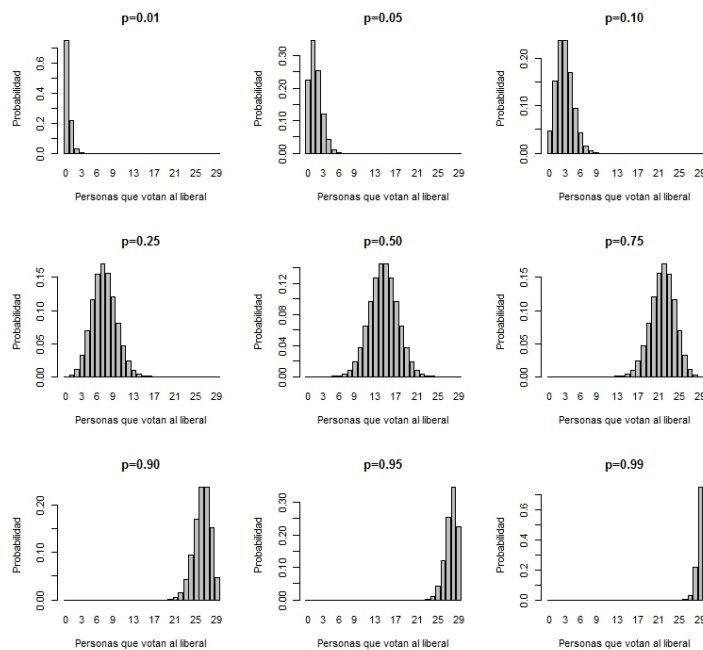 p=0.01
Probabilidad
0.0 0.2 0.4 0.6
0 3 6 9 13 17 21 25 29
Personas que votan al liberal
p=0.05
Probabilidad
0.00 0.10 0.20 0.30
0 3 6 9 13 17 21 25 29
Personas que votan al liberal
p=0.10
Probabilidad
0.00 0.10 0.20
0 3 6 9 13 17 21 25 29
Personas que votan al liberal
p=0.25
Probabilidad
0.00 0.05 0.10 0.15
0 3 6 9 13 17 21 25 29
Personas que votan al liberal
p=0.50
Probabilidad
0.00 0.04 0.08 0.12
0 3 6 9 13 17 21 25 29
Personas que votan al liberal
p=0.75
Probabilidad
0.00 0.05 0.10 0.15
0 3 6 9 13 17 21 25 29
Personas que votan al liberal
p=0.90
Probabilidad
0.00 0.10 0.20
0 3 6 9 13 17 21 25 29
Personas que votan al liberal
p=0.95
Probabilidad
0.00 0.10 0.20 0.30
0 3 6 9 13 17 21 25 29
Personas que votan al liberal
p=0.99
Probabilidad
0.0 0.2 0.4 0.6
0 3 6 9 13 17 21 25 29
Personas que votan al liberal